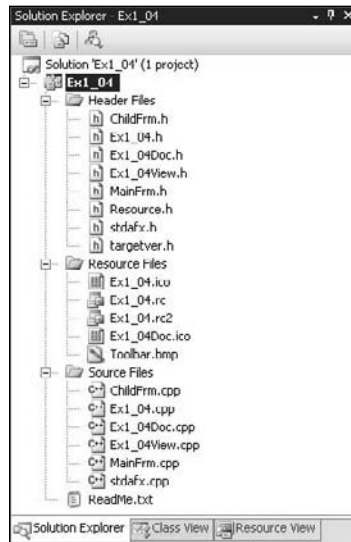 Solution Explorer - Ex1_04
Solution 'Ex1_04' (1 project)
Ex1_04
Header Files
ChildFrm.h
Ex1_04.h
Ex1_04Doc.h
Ex1_04View.h
MainFrm.h
Resource.h
stdafx.h
targetver.h
Resource Files
Ex1_04.ico
Ex1_04.rc
Ex1_04.rc2
Ex1_04Doc.ico
Toolbar.bmp
Source Files
ChildFrm.cpp
Ex1_04.cpp
Ex1_04Doc.cpp
Ex1_04View.cpp
MainFrm.cpp
stdafx.cpp
ReadMe.txt
Solution Explorer Class View Resource View